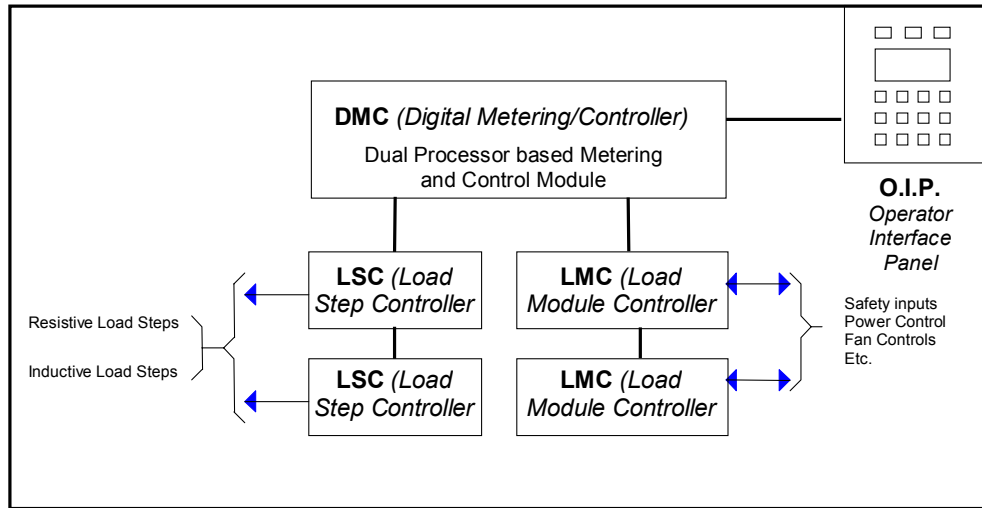 DMC (Digital Metering/Controller)
Dual Processor based Metering
and Control Module
O.I.P.
Operator
Interface
Panel
LSC (Load
Step Controller
LMC (Load
Module Controller
Resistive Load Steps
Inductive Load Steps
Safety inputs
Power Control
Fan Controls
Etc.
LSC (Load
Step Controller
LMC (Load
Module Controller